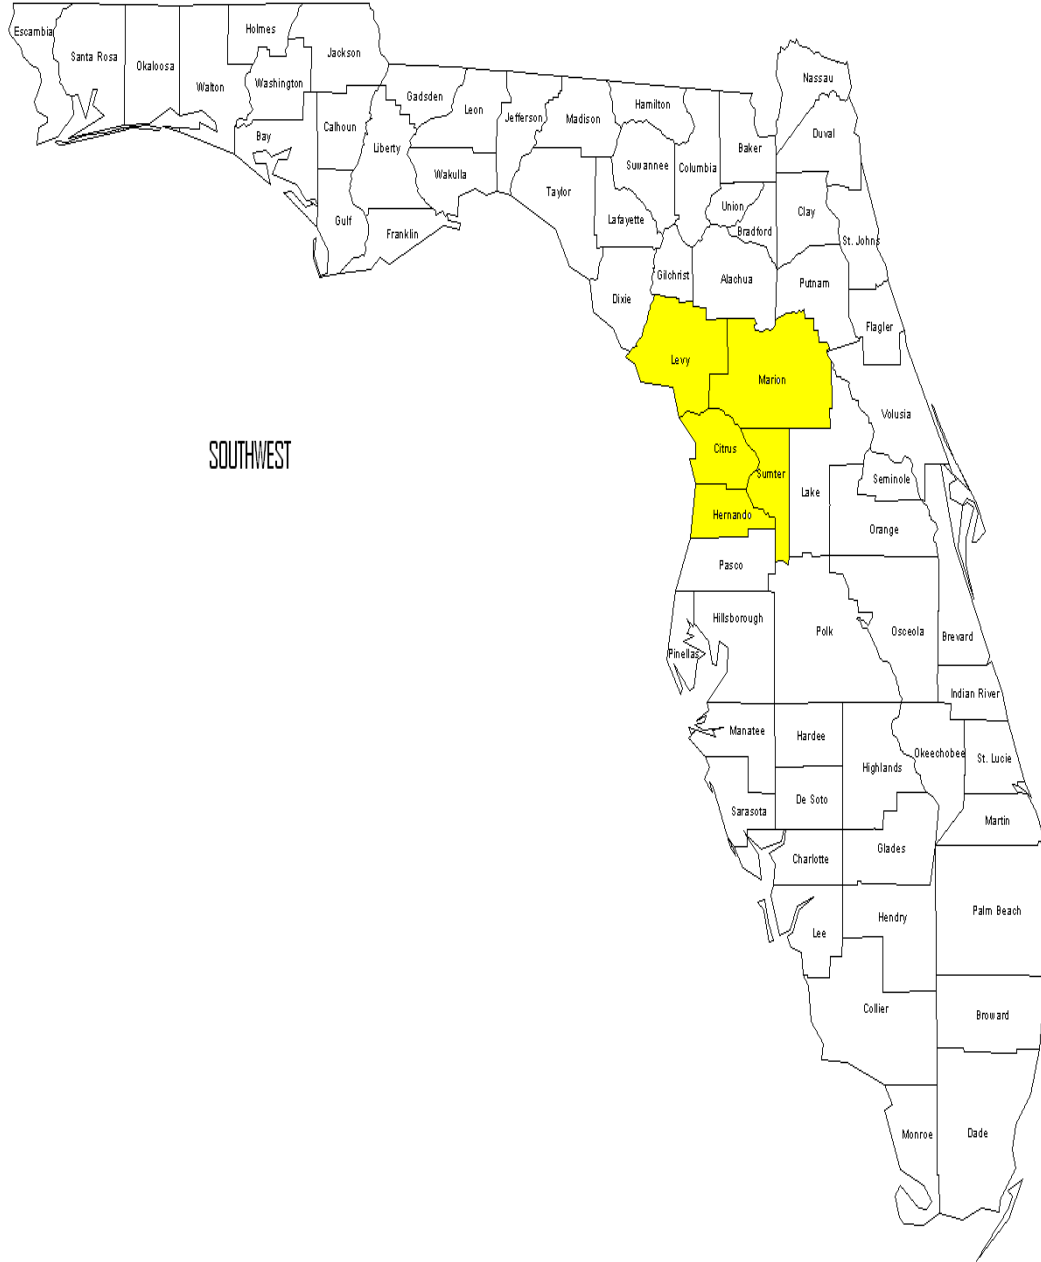 Escambia
Santa Rosa
Okaloosa
Walton
Holmes
Washington
Jackson
Bay
Calhoun
Gulf
Liberty
Gadsden
Franklin
Leon
Wakulla
Jefferson
Madison
Taylor
Hamilton
Suwannee
Lafayette
Columbia
Baker
Nassau
Duval
Union
Bradford
Clay
St. Johns
Dixie
Gilchrist
Alachua
Putnam
Flagler
Levy
Marion
Volusia
SOUTHWEST
Citrus
Sumter
Lake
Seminole
Hernando
Orange
Pasco
Hillsborough
Pinellas
Polk
Osceola
Brevard
Indian River
Manatee
Hardee
Highlands
Okeechobee
St. Lucie
Sarasota
De Soto
Martin
Charlotte
Glades
Lee
Hendry
Palm Beach
Collier
Broward
Monroe
Dade